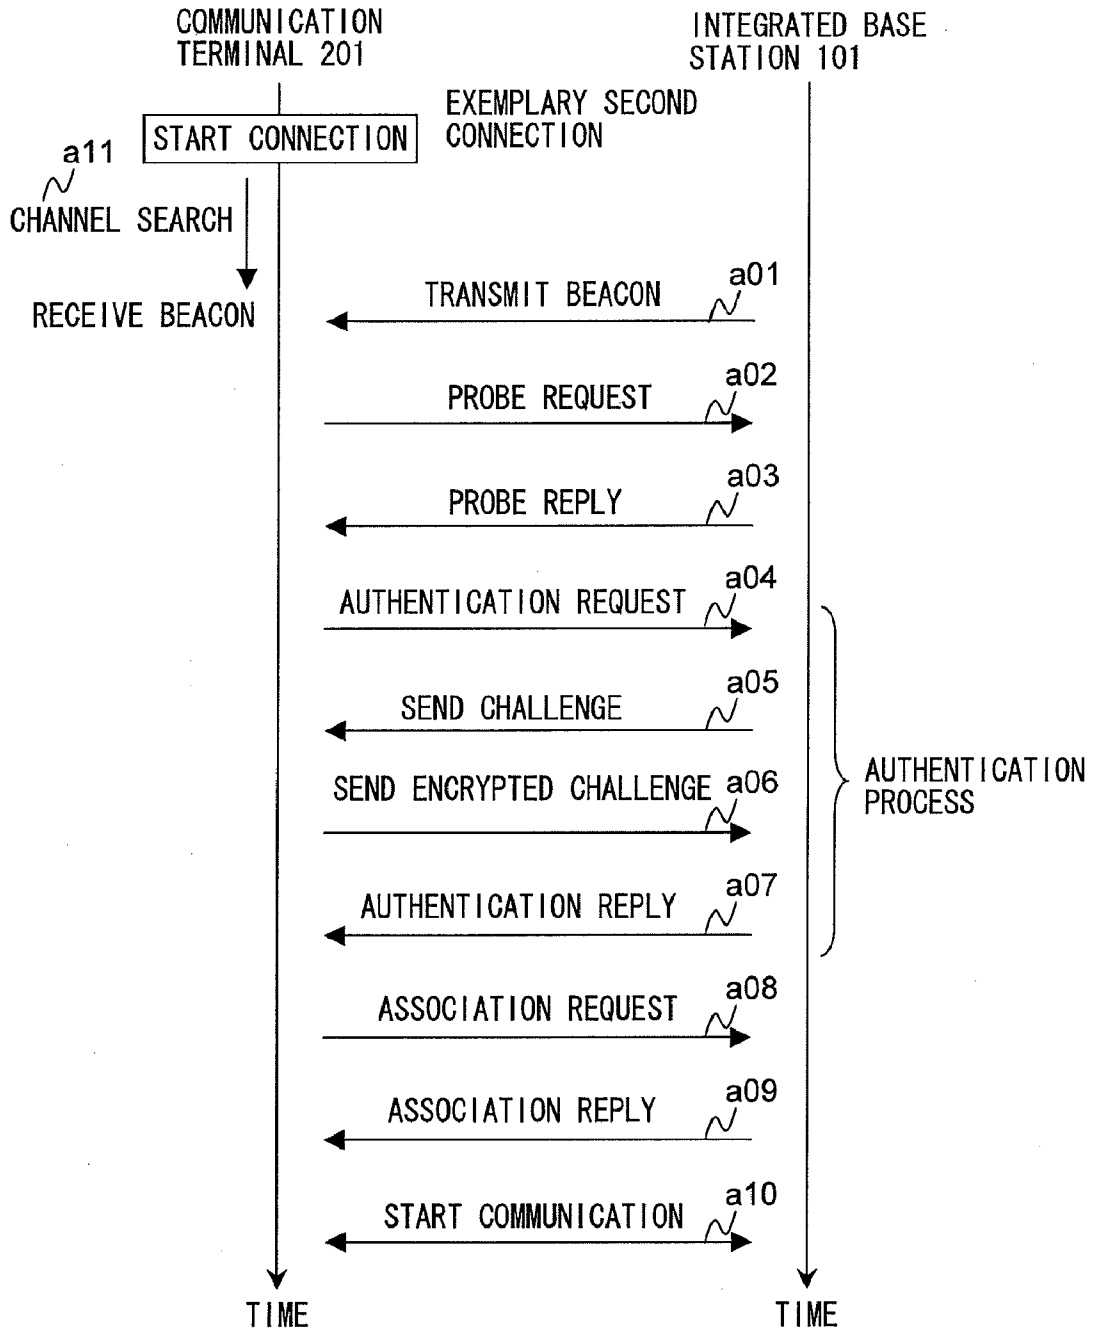 COMMUNICATION
TERMINAL 201
INTEGRATED BASE
STATION 101
EXEMPLARY SECOND
CONNECTION
START CONNECTION
a11
CHANNEL SEARCH
a01
TRANSMIT BEACON
RECEIVE BEACON
a02
PROBE REQUEST
a03
PROBE REPLY
a04
AUTHENTICATION REQUEST
a05
SEND CHALLENGE
a06
SEND ENCRYPTED CHALLENGE
AUTHENTICATION
PROCESS
a07
AUTHENTICATION REPLY
a08
ASSOCIATION REQUEST
a09
ASSOCIATION REPLY
a10
START COMMUNICATION
TIME
TIME